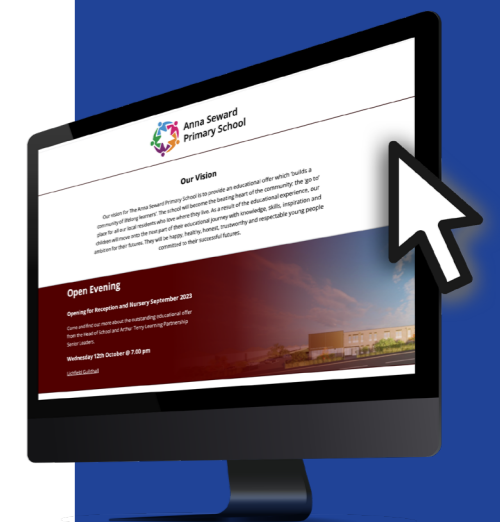 Anna Seward
Primary School
Our Vision
Our vision for The Anna Seward Primary School is to provide an educational offer which 'builds a
community of lifelong learners'. The school will become the beating heart of the community; the 'go to'
place for all our local residents who love where they live. As a result of the educational experience, our
children will move onto the next part of their educational journey with knowledge, skills, inspiration and
ambition for their futures. They will be happy, healthy, honest, trustworthy and respectable young people
committed to their successful futures.
Open Evening
Opening for Reception and Nursery September 2023
Come and find out more about the outstanding educational offer
from the Head of School and Arthur Terry Learning Partnership
Senior Leaders.
Wednesday 12th October @ 7.00 pm
Lichfield Guildhall